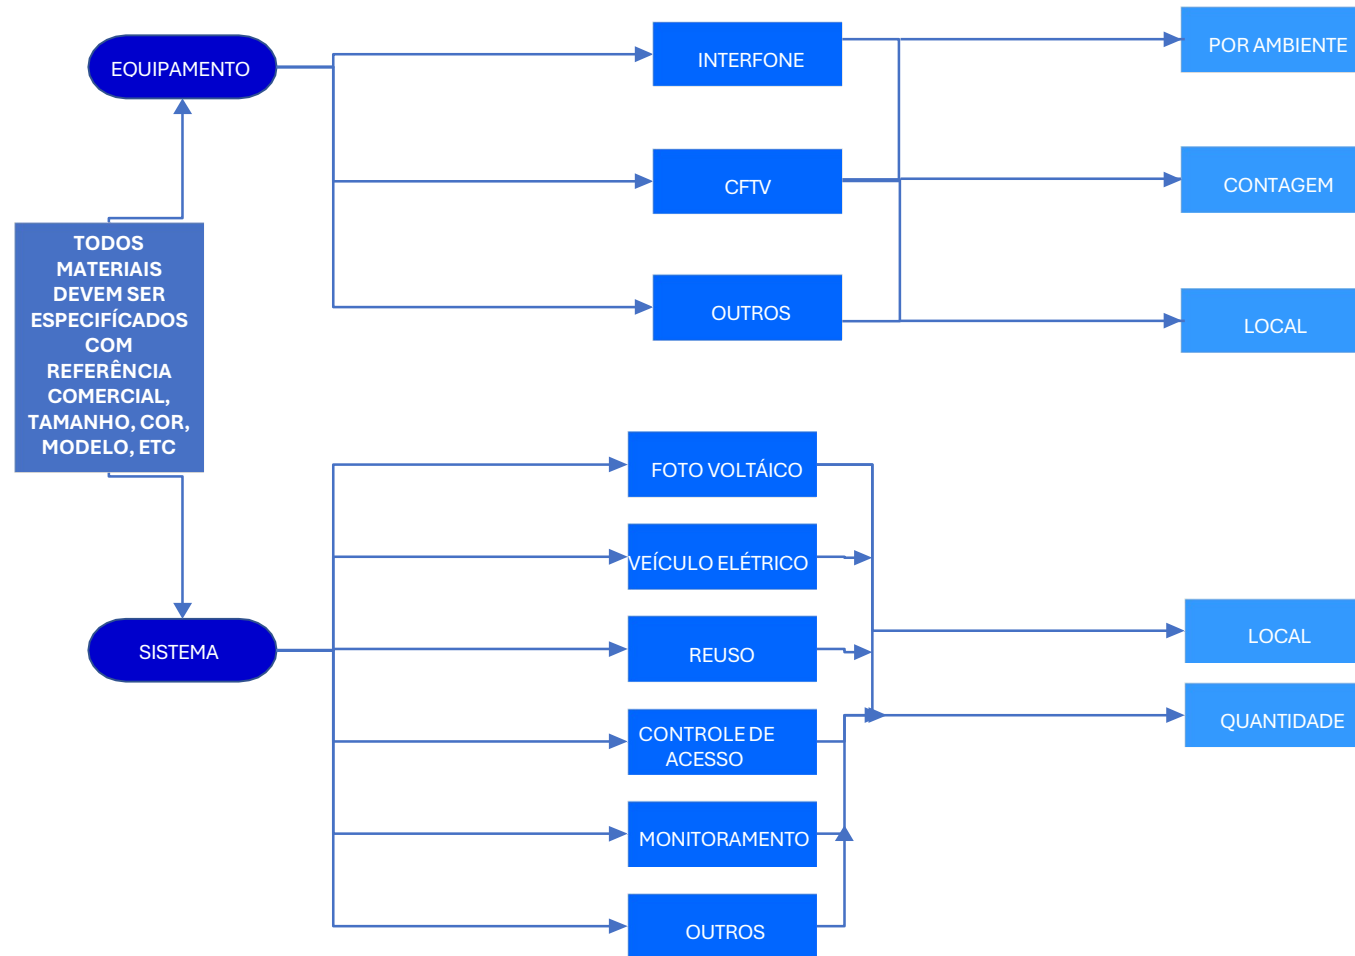 EQUIPAMENTO
INTERFONE
POR AMBIENTE
CFTV
CONTAGEM
OUTROS
LOCAL
TODOS
MATERIAIS
DEVEM SER
ESPECIFÍCADOS
COM
REFERÊNCIA
COMERCIAL,
TAMANHO, COR,
MODELO, ETC
SISTEMA
FOTO VOLTÁICO
VEÍCULO ELÉTRICO
REUSO
CONTROLE DE
ACESSO
MONITORAMENTO
OUTROS
LOCAL
QUANTIDADE